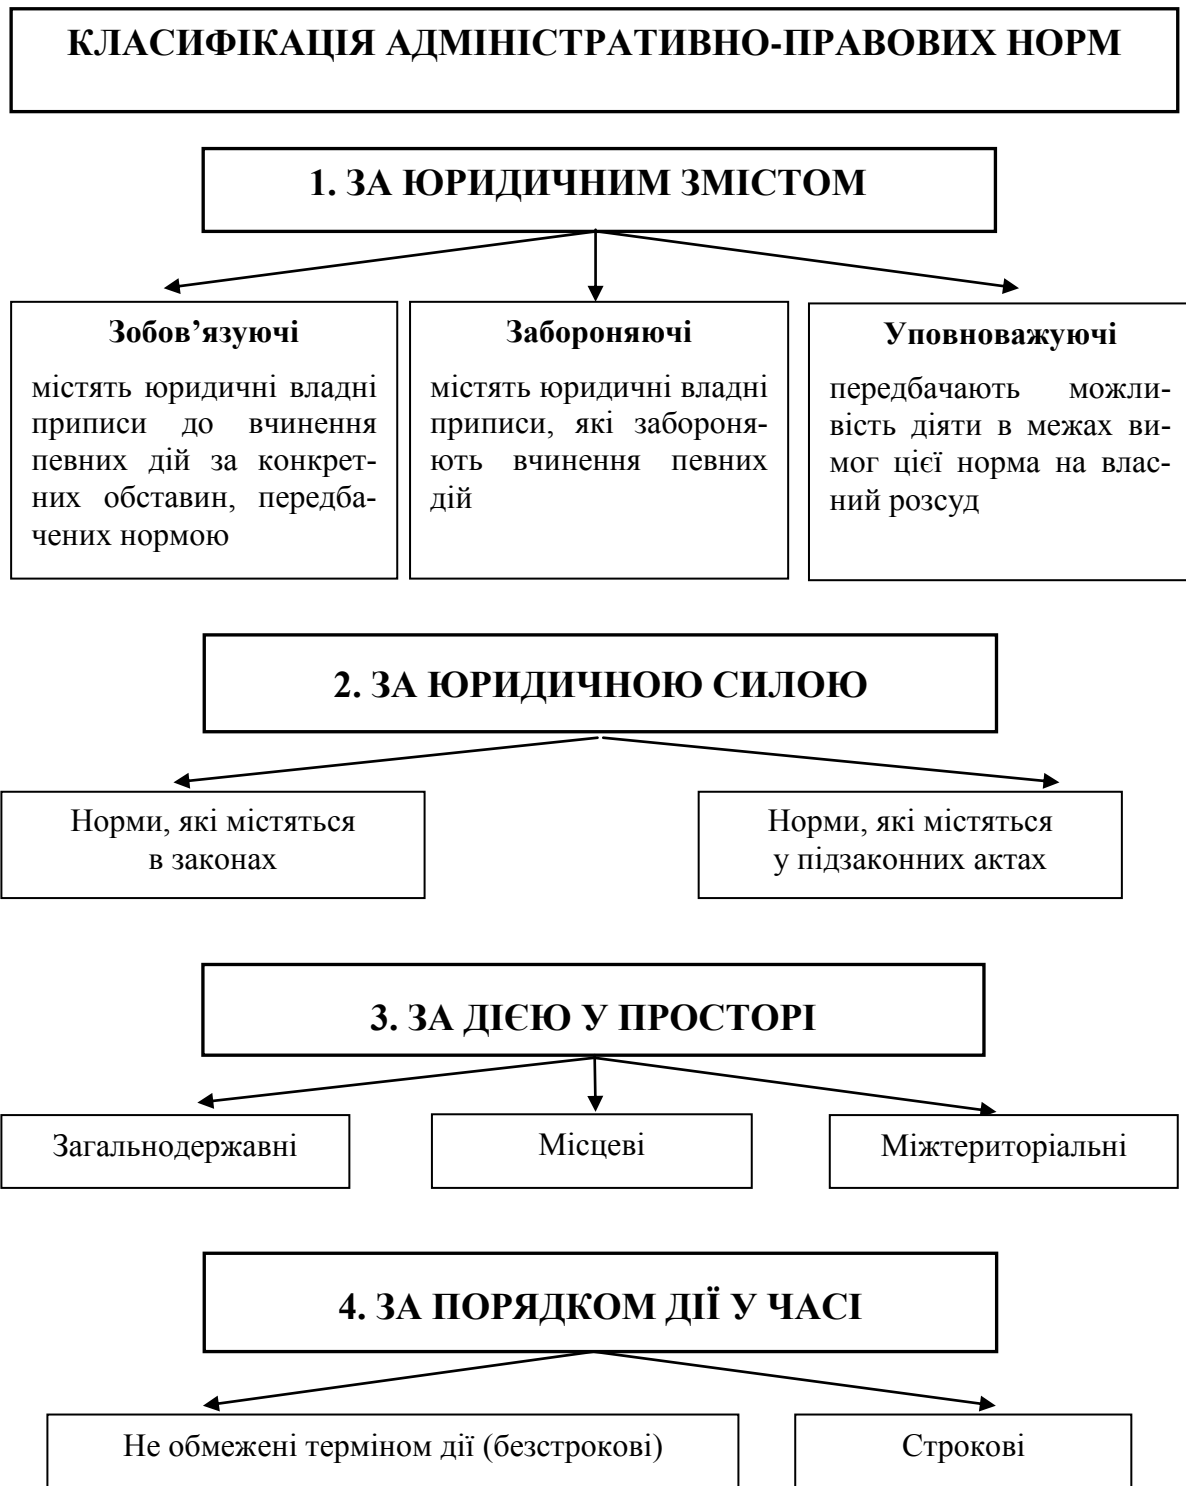 КЛАСИФІКАЦІЯ АДМІНІСТРАТИВНО-ПРАВОВИХ НОРМ
1. ЗА ЮРИДИЧНИМ ЗМІСТОМ
Зобов’язуючі
містять юридичні владні
приписи до вчинення
певних дій за конкрет-
них обставин, передба-
чених нормою
Забороняючі
містять юридичні владні
приписи, які забороня-
ють вчинення певних
дій
Уповноважуючі
передбачають можли-
вість діяти в межах ви-
мог цієї норма на влас-
ний розсуд
2. ЗА ЮРИДИЧНОЮ СИЛОЮ
Норми, які містяться
в законах
Норми, які містяться
у підзаконних актах
3. ЗА ДІЄЮ У ПРОСТОРІ
Загальнодержавні
Місцеві
Міжтериторіальні
4. ЗА ПОРЯДКОМ ДІЇ У ЧАСІ
Не обмежені терміном дії (безстрокові)
Строкові